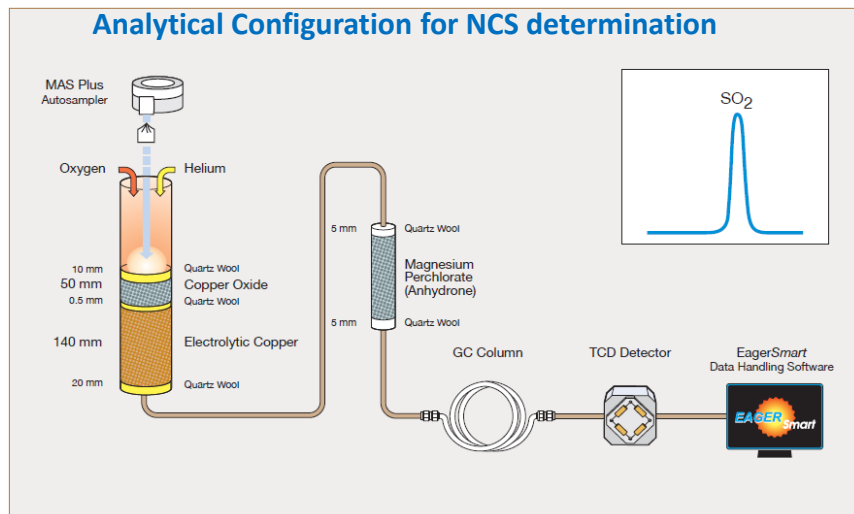 Analytical Configuration for NCS determination
MAS Plus
Autosampler
SO2
Oxygen
Helium
5 mm
Quartz Wool
Magnesium
Perchlorate
(Anhydrone)
10 mm
Quartz Wool
50 mm
Copper Oxide
0.5 mm
Quartz Wool
5 mm
Quartz Wool
140 mm
Electrolytic Copper
GC Column
TCD Detector
EagerSmart
Data Handling Software
20 mm
Quartz Wool
EAGER
Smart